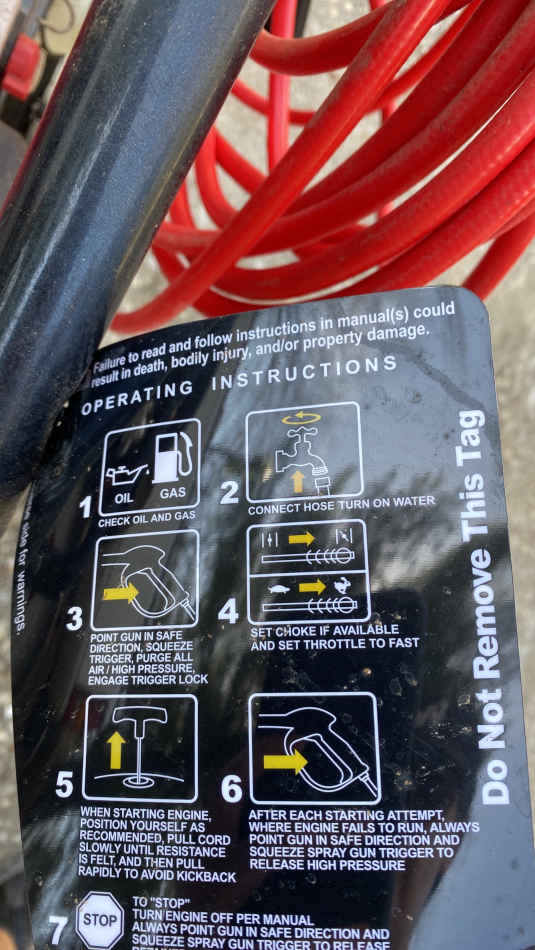 Failure to read and follow instructions in manual(s) could
result in death, bodily injury, and/or property damage.
OPERATING INSTRUCTIONS
OIL
GAS
1
CHECK OIL AND GAS
2
CONNECT HOSE TURN ON WATER
3
POINT GUN IN SAFE
DIRECTION, SQUEEZE
TRIGGER, PURGE ALL
AIR / HIGH PRESSURE,
ENGAGE TRIGGER LOCK
4
SET CHOKE IF AVAILABLE
AND SET THROTTLE TO FAST
5
WHEN STARTING ENGINE,
POSITION YOURSELF AS
RECOMMENDED, PULL CORD
SLOWLY UNTIL RESISTANCE
IS FELT, AND THEN PULL
RAPIDLY TO AVOID KICKBACK
6
AFTER EACH STARTING ATTEMPT,
WHERE ENGINE FAILS TO RUN, ALWAYS
POINT GUN IN SAFE DIRECTION AND
SQUEEZE SPRAY GUN TRIGGER TO
RELEASE HIGH PRESSURE
7
STOP
TO "STOP"
TURN ENGINE OFF PER MANUAL
ALWAYS POINT GUN IN SAFE DIRECTION AND
SQUEEZE SPRAY GUN TRIGGER TO RELEASE
Do Not Remove This Tag
side for warnings.